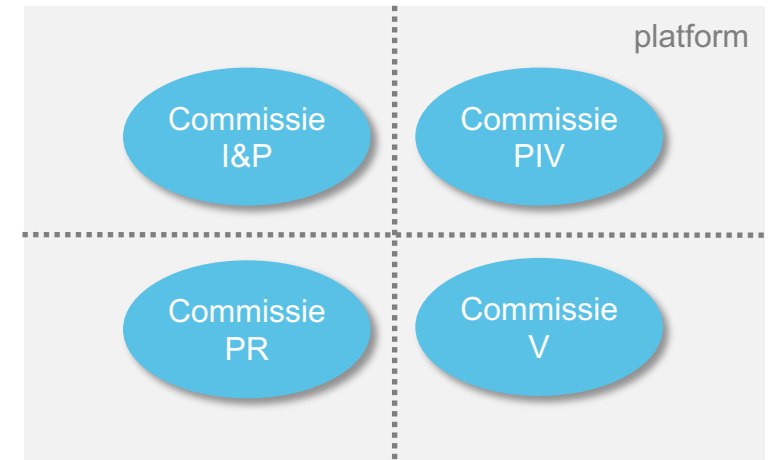 platform
Commissie
I&P
Commissie
PIV
Commissie
PR
Commissie
V